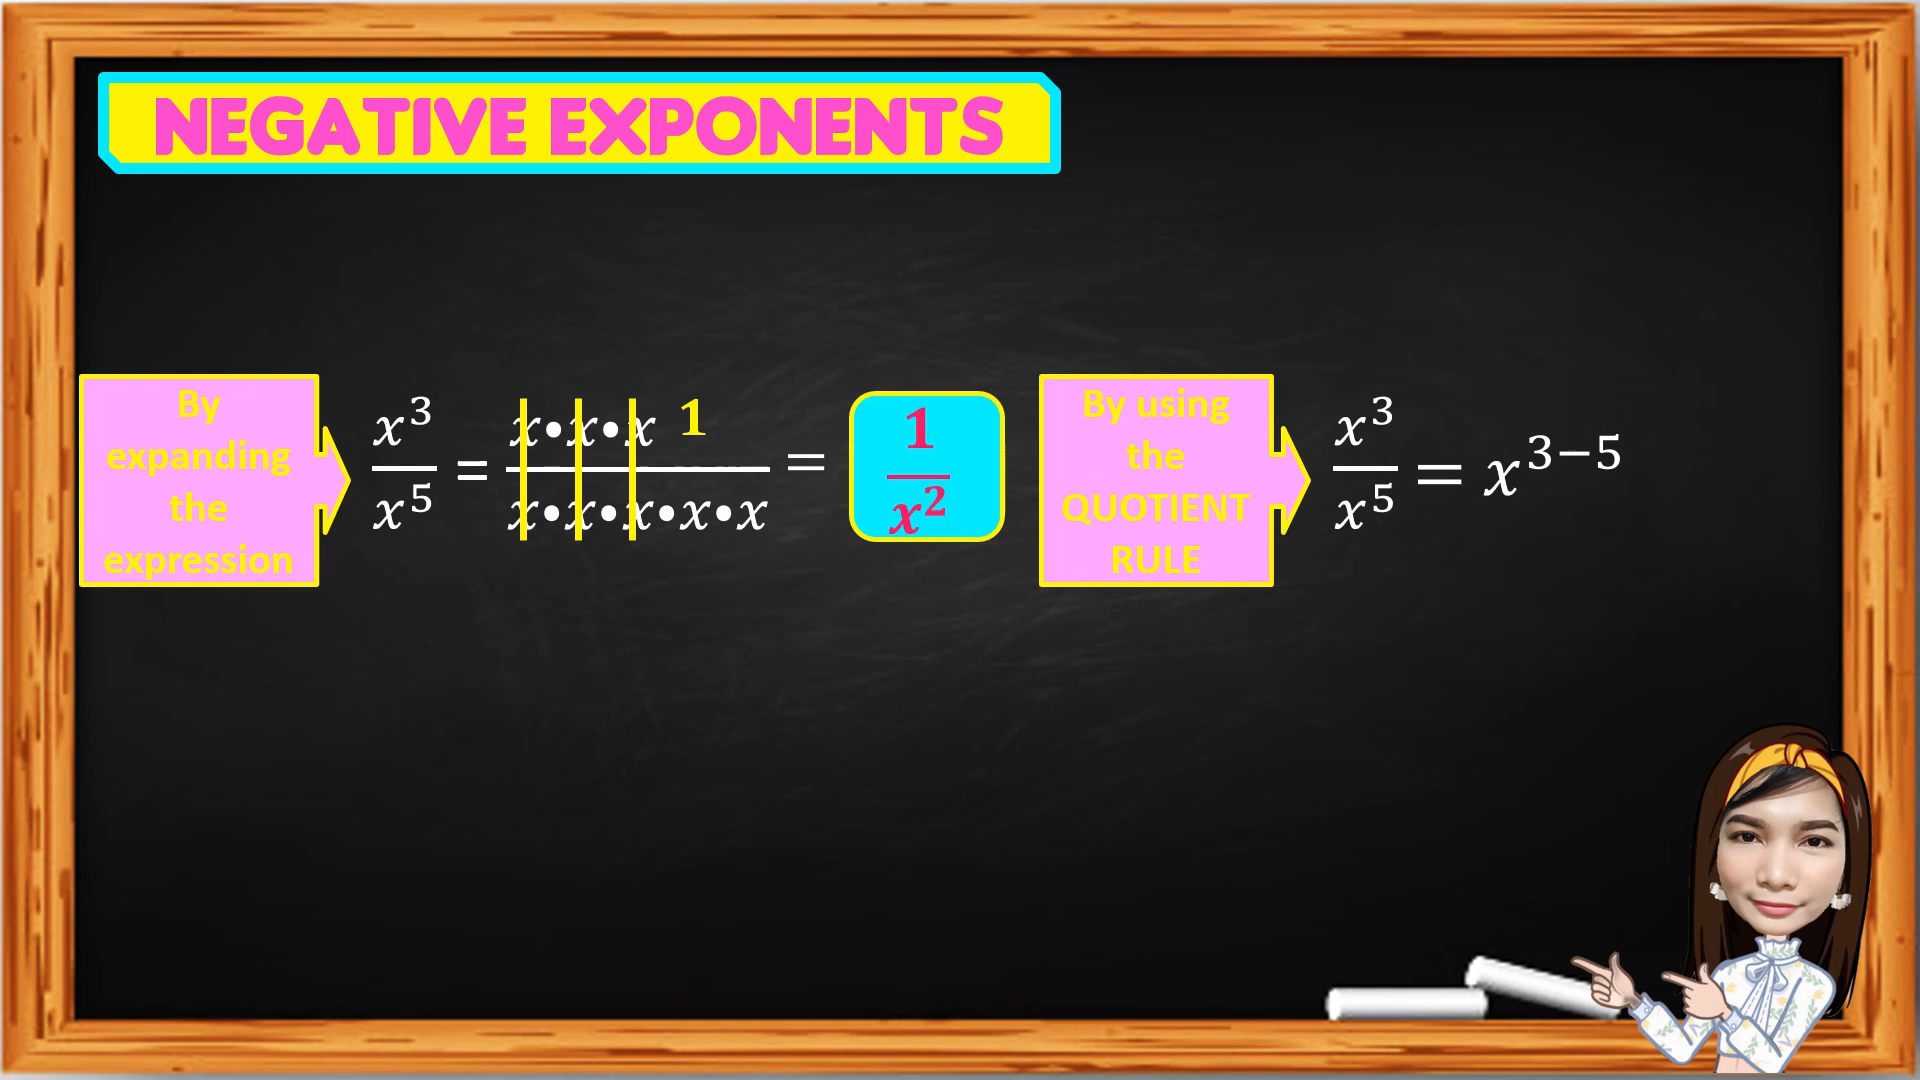 NEGATIVE EXPONENTS
By
expanding
the
expression
x³/x⁵ = x•x•x 1/x•x•x•x•x = 1/x²
By using
the
QUOTIENT
RULE
x³/x⁵ = x³⁻⁵